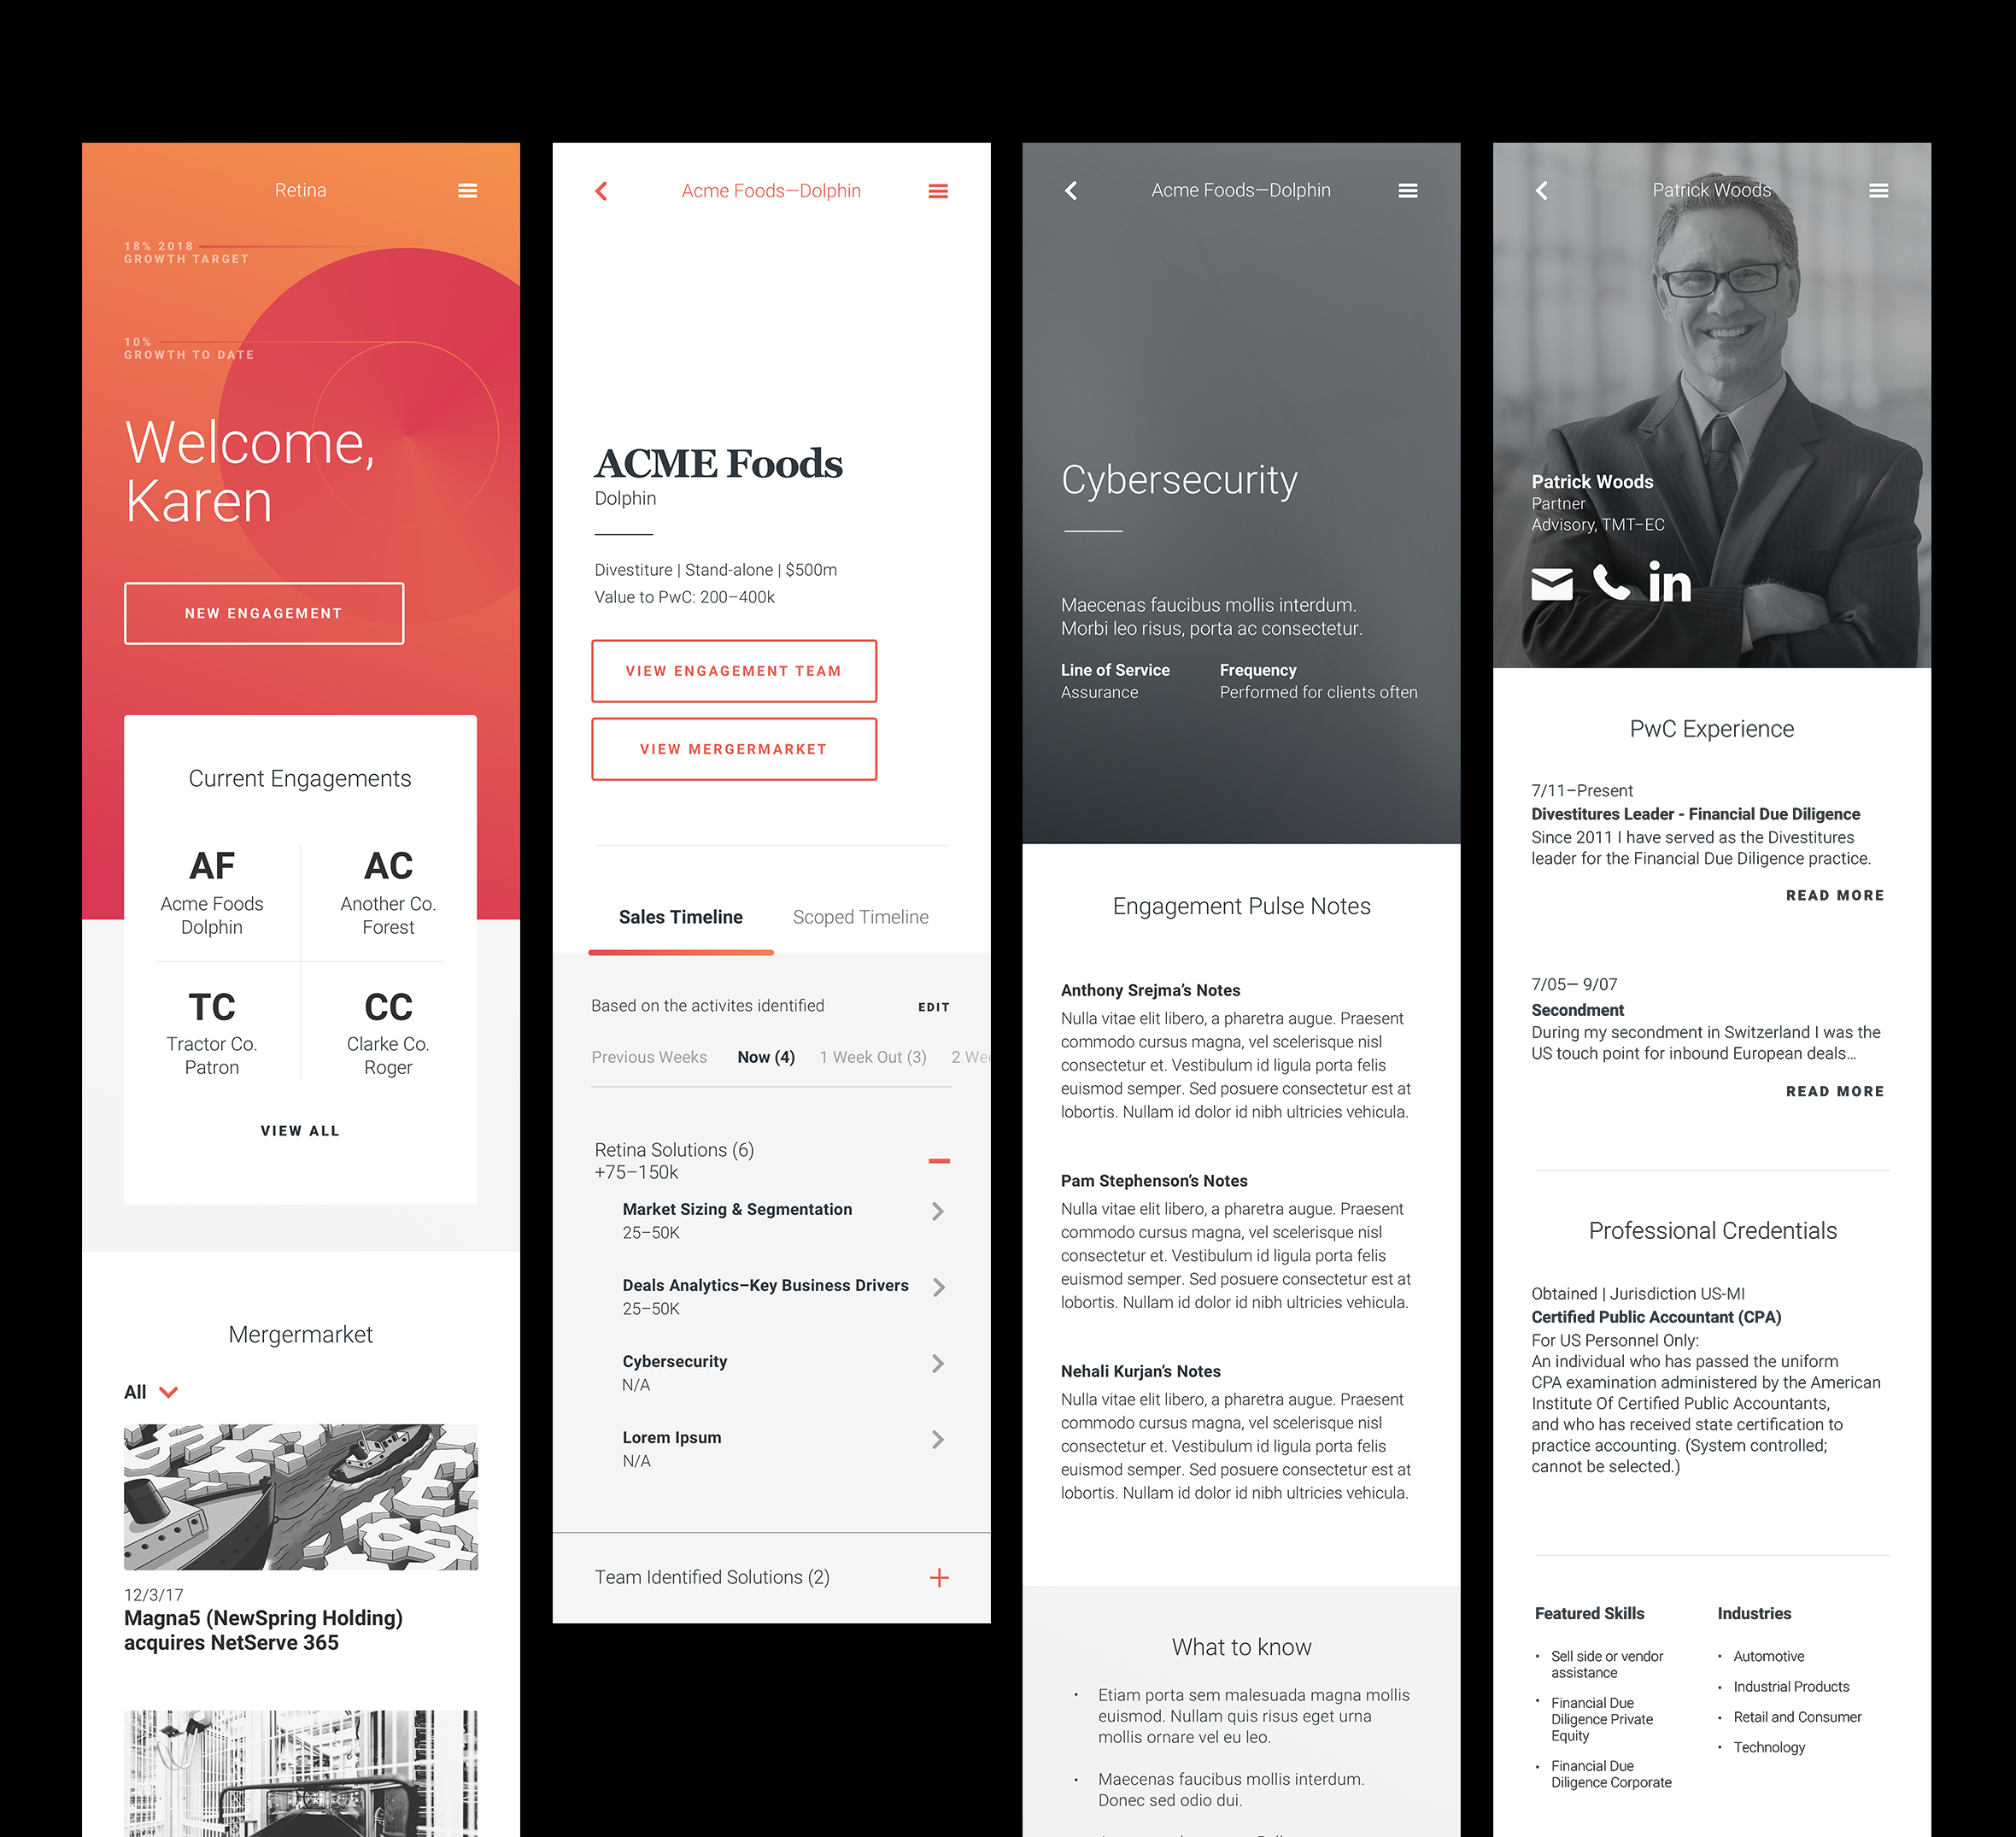 Retina
18% 2018
GROWTH TARGET
10%
GROWTH TO DATE
Welcome,
Karen
NEW ENGAGEMENT
Current Engagements
AF
Acme Foods
Dolphin
AC
Another Co.
Forest
TC
Tractor Co.
Patron
CC
Clarke Co.
Roger
VIEW ALL
Mergermarket
All
12/3/17
Magna5 (NewSpring Holding)
acquires NetServe 365
Acme Foods—Dolphin
ACME Foods
Dolphin
Divestiture | Stand-alone | $500m
Value to PwC: 200–400k
VIEW ENGAGEMENT TEAM
VIEW MERGERMARKET
Sales Timeline
Scoped Timeline
Based on the activites identified
EDIT
Previous Weeks
Now (4)
1 Week Out (3)
2 Wee
Retina Solutions (6)
+75–150k
Market Sizing & Segmentation
25–50K
Deals Analytics–Key Business Drivers
25–50K
Cybersecurity
N/A
Lorem Ipsum
N/A
Team Identified Solutions (2)
Acme Foods—Dolphin
Cybersecurity
Maecenas faucibus mollis interdum.
Morbi leo risus, porta ac consectetur.
Line of Service
Assurance
Frequency
Performed for clients often
Engagement Pulse Notes
Anthony Srejma's Notes
Nulla vitae elit libero, a pharetra augue. Praesent
commodo cursus magna, vel scelerisque nisl
consectetur et. Vestibulum id ligula porta felis
euismod semper. Sed posuere consectetur est at
lobortis. Nullam id dolor id nibh ultricies vehicula.
Pam Stephenson's Notes
Nulla vitae elit libero, a pharetra augue. Praesent
commodo cursus magna, vel scelerisque nisl
consectetur et. Vestibulum id ligula porta felis
euismod semper. Sed posuere consectetur est at
lobortis. Nullam id dolor id nibh ultricies vehicula.
Nehali Kurjan's Notes
Nulla vitae elit libero, a pharetra augue. Praesent
commodo cursus magna, vel scelerisque nisl
consectetur et. Vestibulum id ligula porta felis
euismod semper. Sed posuere consectetur est at
lobortis. Nullam id dolor id nibh ultricies vehicula.
What to know
• Etiam porta sem malesuada magna mollis
euismod. Nullam quis risus eget urna
mollis ornare vel eu leo.
• Maecenas faucibus mollis interdum.
Donec sed odio dui.
Patrick Woods
Patrick Woods
Partner
Advisory, TMT–EC
in
PwC Experience
7/11–Present
Divestitures Leader - Financial Due Diligence
Since 2011 I have served as the Divestitures
leader for the Financial Due Diligence practice.
READ MORE
7/05— 9/07
Secondment
During my secondment in Switzerland I was the
US touch point for inbound European deals...
READ MORE
Professional Credentials
Obtained | Jurisdiction US-MI
Certified Public Accountant (CPA)
For US Personnel Only:
An individual who has passed the uniform
CPA examination administered by the American
Institute Of Certified Public Accountants,
and who has received state certification to
practice accounting. (System controlled;
cannot be selected.)
Featured Skills
• Sell side or vendor
assistance
• Financial Due
Diligence Private
Equity
• Financial Due
Diligence Corporate
Industries
• Automotive
• Industrial Products
• Retail and Consumer
• Technology